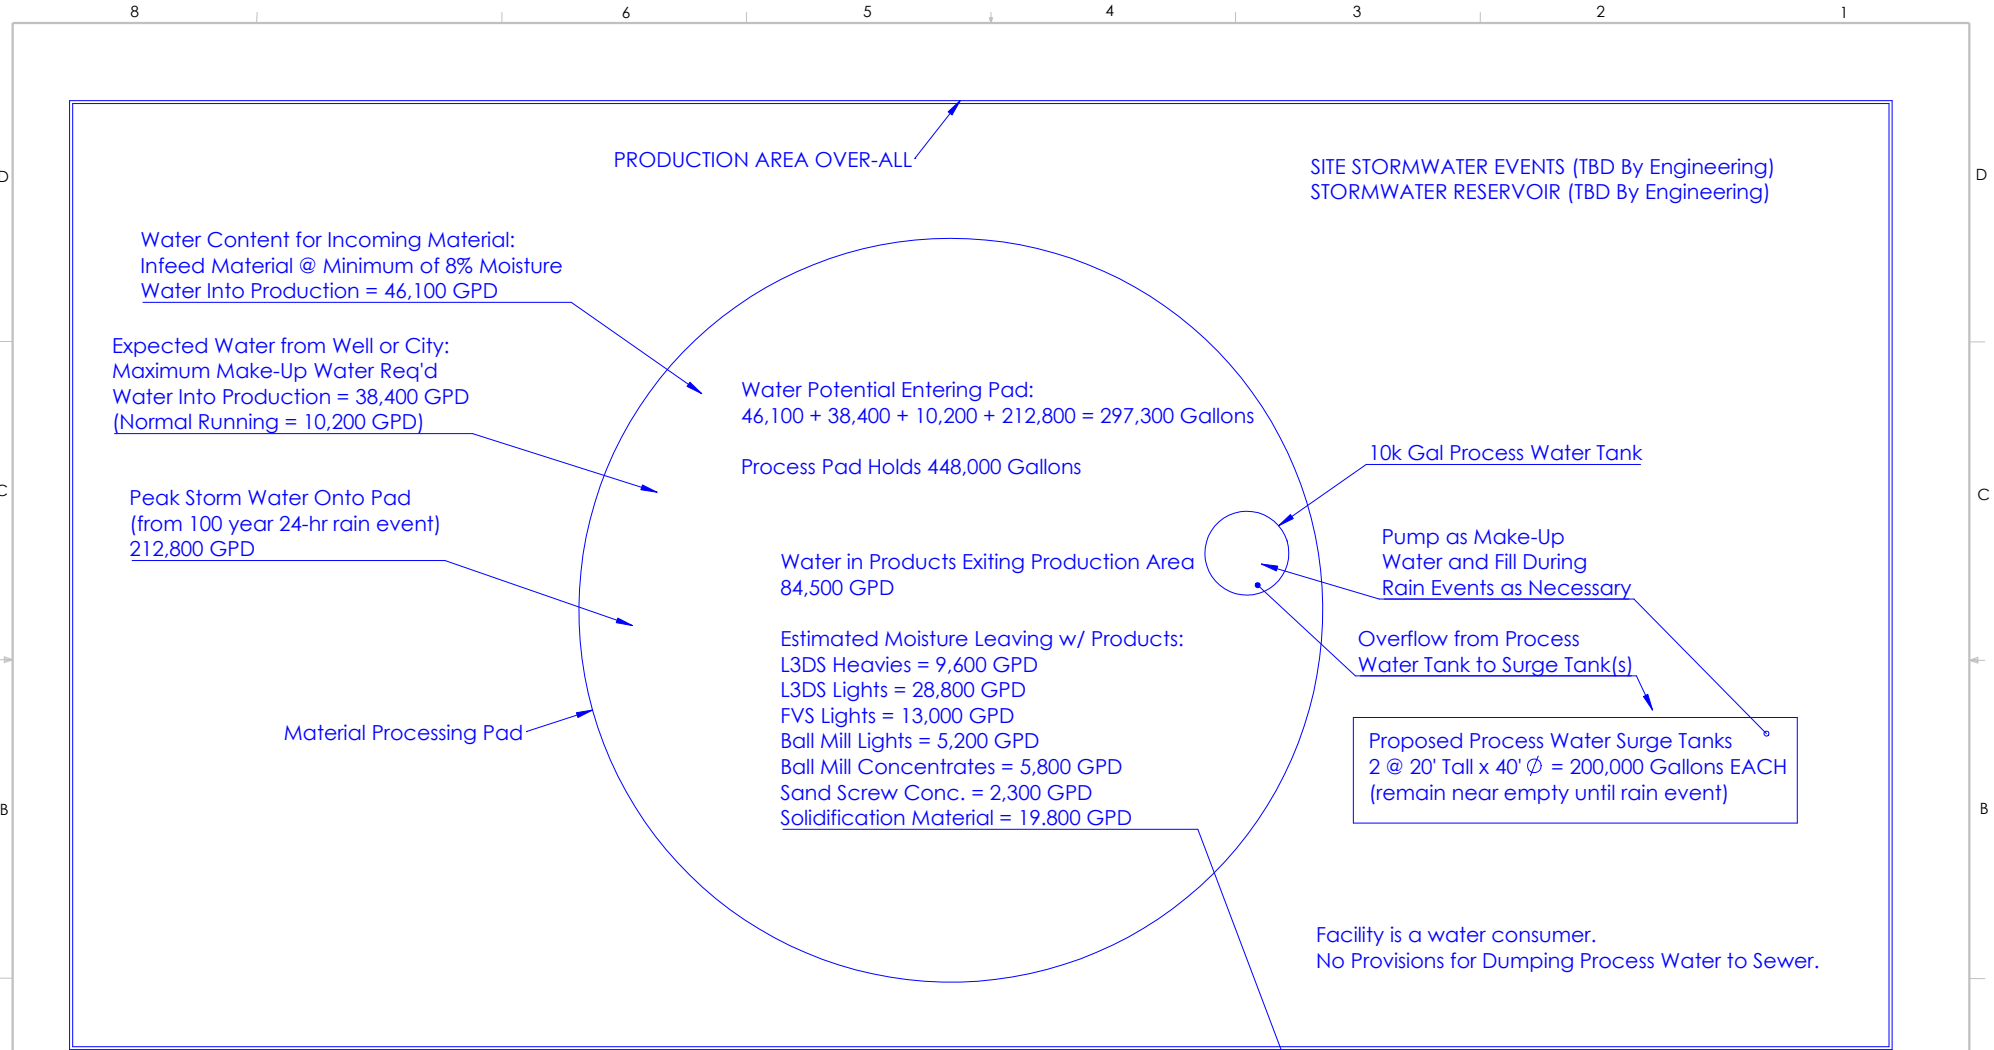 8 6 5 4 3 2 1
PRODUCTION AREA OVER-ALL
SITE STORMWATER EVENTS (TBD By Engineering)
STORMWATER RESERVOIR (TBD By Engineering)
D
D
Water Content for Incoming Material:
Infeed Material @ Minimum of 8% Moisture
Water Into Production = 46,100 GPD
Expected Water from Well or City:
Maximum Make-Up Water Req'd
Water Into Production = 38,400 GPD
(Normal Running = 10,200 GPD)
Water Potential Entering Pad:
46,100 + 38,400 + 10,200 + 212,800 = 297,300 Gallons
Process Pad Holds 448,000 Gallons
10k Gal Process Water Tank
C
C
Peak Storm Water Onto Pad
(from 100 year 24-hr rain event)
212,800 GPD
Pump as Make-Up
Water and Fill During
Rain Events as Necessary
Water in Products Exiting Production Area
84,500 GPD
Estimated Moisture Leaving w/ Products:
L3DS Heavies = 9,600 GPD
L3DS Lights = 28,800 GPD
FVS Lights = 13,000 GPD
Ball Mill Lights = 5,200 GPD
Ball Mill Concentrates = 5,800 GPD
Sand Screw Conc. = 2,300 GPD
Solidification Material = 19.800 GPD
Overflow from Process
Water Tank to Surge Tank(s)
Material Processing Pad
Proposed Process Water Surge Tanks
2 @ 20' Tall x 40' ∅ = 200,000 Gallons EACH
(remain near empty until rain event)
B
B
Facility is a water consumer.
No Provisions for Dumping Process Water to Sewer.